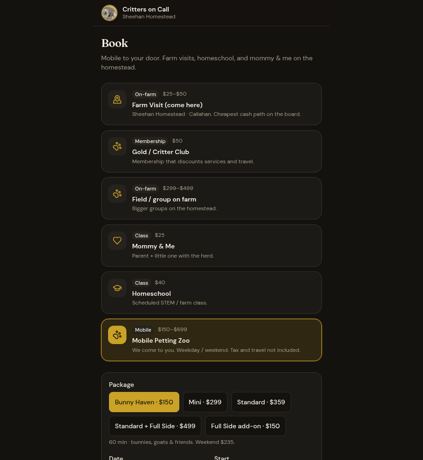 Critters on Call
Sheehan Homestead
Book
Mobile to your door. Farm visits, homeschool, and mommy & me on the
homestead.
On-farm $25–$50
Farm Visit (come here)
Sheehan Homestead · Callahan. Cheapest cash path on the board.
Membership $50
Gold / Critter Club
Membership that discounts services and travel.
On-farm $299–$499
Field / group on farm
Bigger groups on the homestead.
Class $25
Mommy & Me
Parent + little one with the herd.
Class $40
Homeschool
Scheduled STEM / farm class.
Mobile $150–$699
Mobile Petting Zoo
We come to you. Weekday / weekend. Tax and travel not included.
Package
Bunny Haven · $150 Mini · $299 Standard · $359
Standard + Full Side · $499 Full Side add-on · $150
60 min · bunnies, goats & friends. Weekend $235.
Date Start